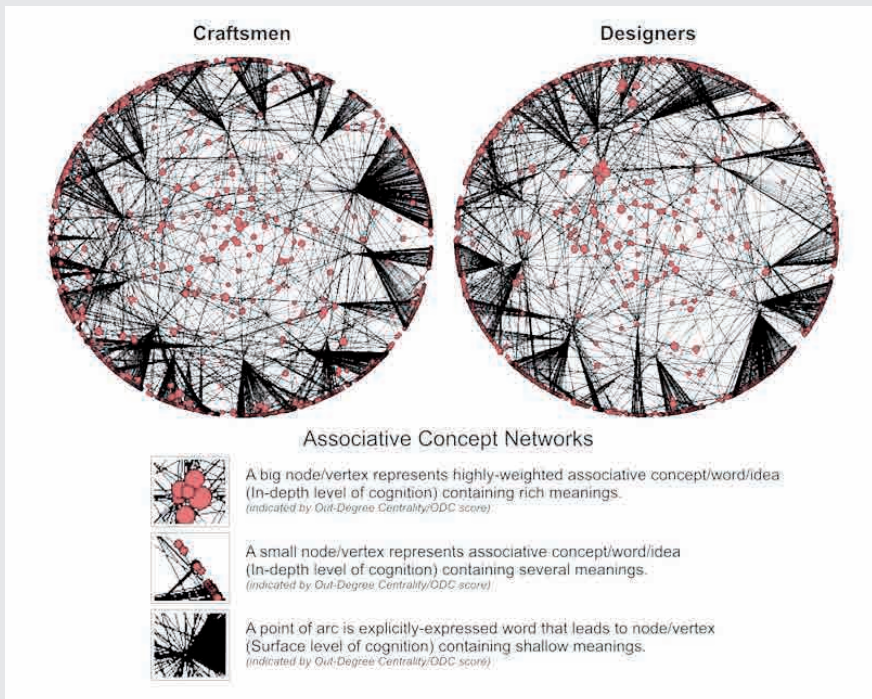 Craftsmen
Designers
Associative Concept Networks
A big node/vertex represents highly-weighted associative concept/word/idea
(In-depth level of cognition) containing rich meanings.
(indicated by Out-Degree Centrality/ODC score)
A small node/vertex represents associative concept/word/idea
(In-depth level of cognition) containing several meanings.
(indicated by Out-Degree Centrality/ODC score)
A point of arc is explicitly-expressed word that leads to node/vertex
(Surface level of cognition) containing shallow meanings.
(indicated by Out-Degree Centrality/ODC score)